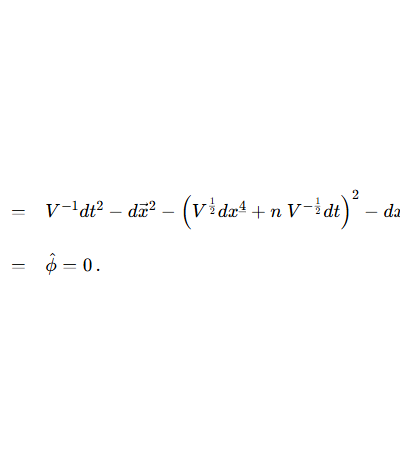 = V^{-1}dt^2 − d\vec{x}^2 − \left(V^{\frac{1}{2}}dx^{\underline{4}} + n V^{-\frac{1}{2}}dt\right)^2 − dx
= \hat{\phi} = 0 .